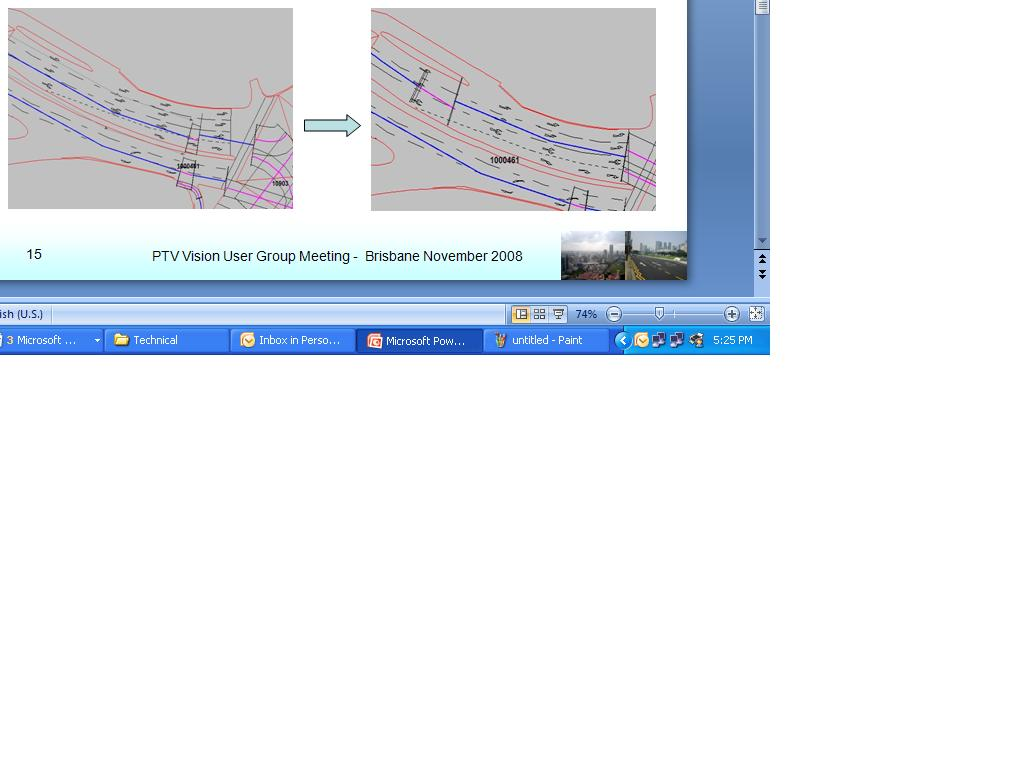 1000461
10903
1000461
15
PTV Vision User Group Meeting - Brisbane November 2008
ish (U.S.)
74%
3 Microsoft ...
Technical
Inbox in Perso...
Microsoft Pow...
untitled - Paint
5:25 PM